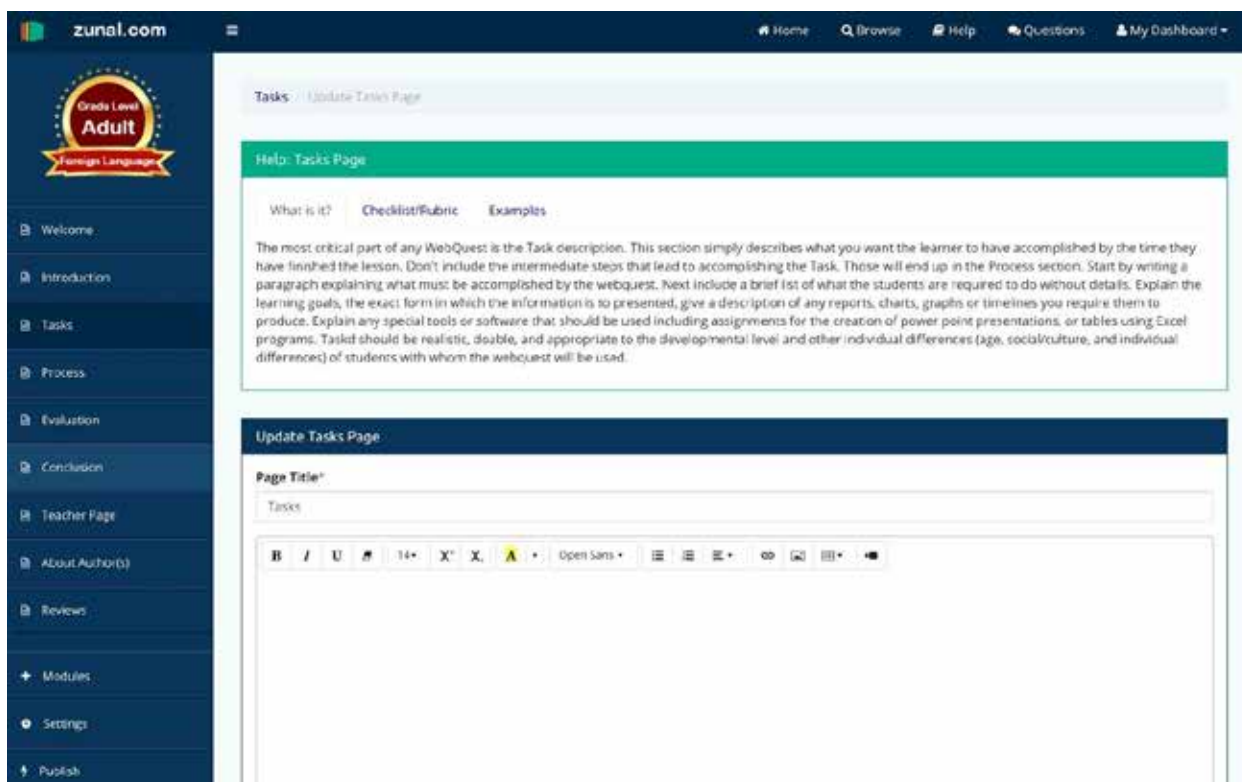 zunal.com
Home Browse Help Questions My Dashboard
Grade Level
Adult
Foreign Language
Welcome
Introduction
Tasks
Process
Evaluation
Conclusion
Teacher Page
About Author(s)
Reviews
Modules
Settings
Publish
Tasks / Update Tasks Page
Help: Tasks Page
What is it? Checklist/Rubric Examples
The most critical part of any WebQuest is the Task description. This section simply describes what you want the learner to have accomplished by the time they
have finished the lesson. Don't include the intermediate steps that lead to accomplishing the Task. Those will end up in the Process section. Start by writing a
paragraph explaining what must be accomplished by the webquest. Next include a brief list of what the students are required to do without details. Explain the
learning goals, the exact form in which the information is to presented, give a description of any reports, charts, graphs or timelines you require them to
produce. Explain any special tools or software that should be used including assignments for the creation of power point presentations, or tables using Excel
programs. Taskd should be realistic, doable, and appropriate to the developmental level and other individual differences (age, social/culture, and individual
differences) of students with whom the webquest will be used.
Update Tasks Page
Page Title*
Tasks
B I U 14 X X A Open Sans